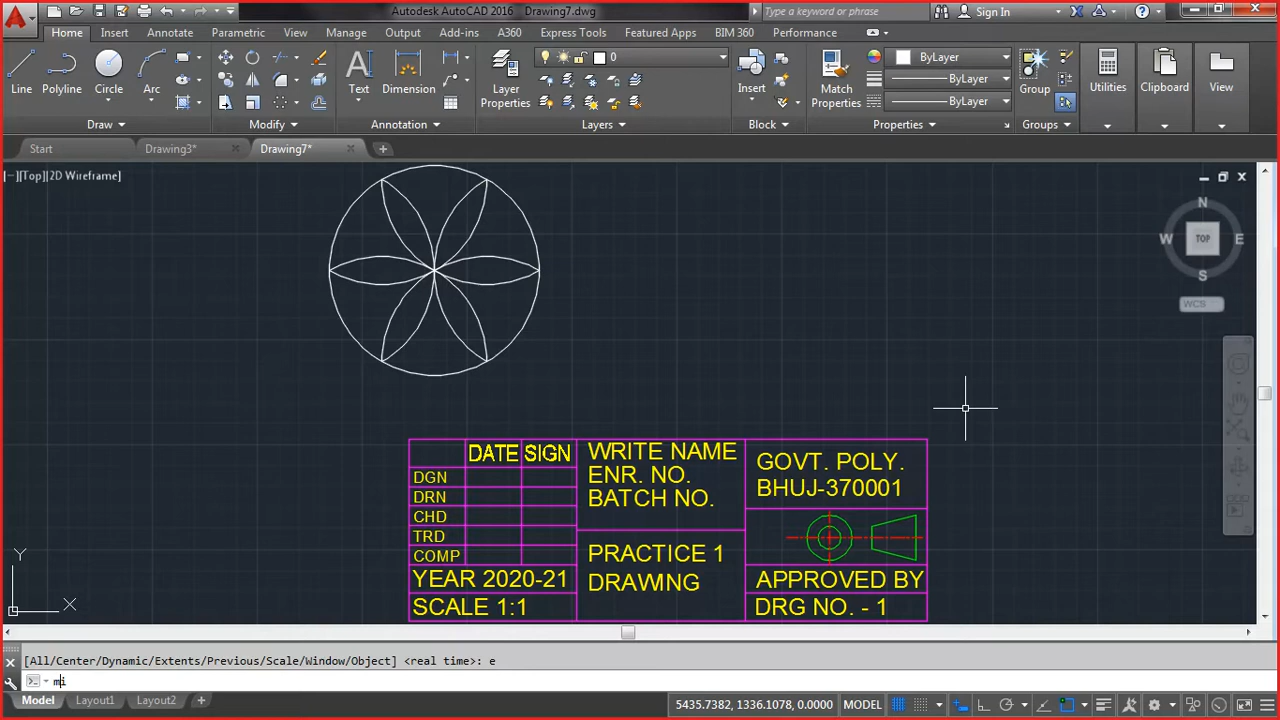 Autodesk AutoCAD 2016 Drawing7.dwg
Type a keyword or phrase
Sign In
Home Insert Annotate Parametric View Manage Output Add-ins A360 Express Tools Featured Apps BIM 360 Performance
Line Polyline Circle Arc
Text Dimension
Layer Properties
0
Insert
Match Properties
ByLayer
ByLayer
ByLayer
Group
Utilities
Clipboard
View
Draw Modify Annotation Layers Block Properties Groups
Start Drawing3* Drawing7*
[−][Top][2D Wireframe]
N
W TOP E
S
WCS
DATE SIGN
DGN
DRN
CHD
TRD
COMP
YEAR 2020-21
SCALE 1:1
WRITE NAME
ENR. NO.
BATCH NO.
PRACTICE 1
DRAWING
GOVT. POLY.
BHUJ-370001
APPROVED BY
DRG NO. - 1
Y
X
[All/Center/Dynamic/Extents/Previous/Scale/Window/Object] <real time>: e
mi
Model Layout1 Layout2 +
5435.7382, 1336.1078, 0.0000 MODEL 1:1